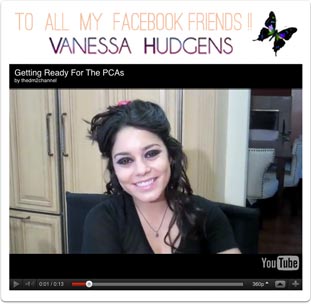 TO ALL MY FACEBOOK FRIENDS !!
VANESSA HUDGENS
Getting Ready For The PCAs
by thedm2channel
YouTube
0:01 / 0:13
360p